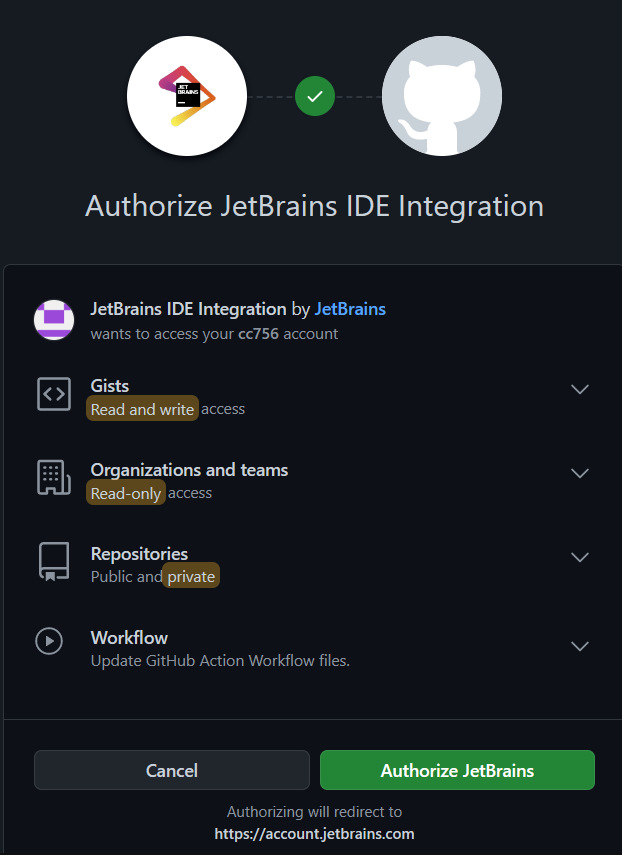 JET
BRAINS
Authorize JetBrains IDE Integration
JetBrains IDE Integration by JetBrains
wants to access your cc756 account
Gists
Read and write access
Organizations and teams
Read-only access
Repositories
Public and private
Workflow
Update GitHub Action Workflow files.
Cancel
Authorize JetBrains
Authorizing will redirect to
https://account.jetbrains.com